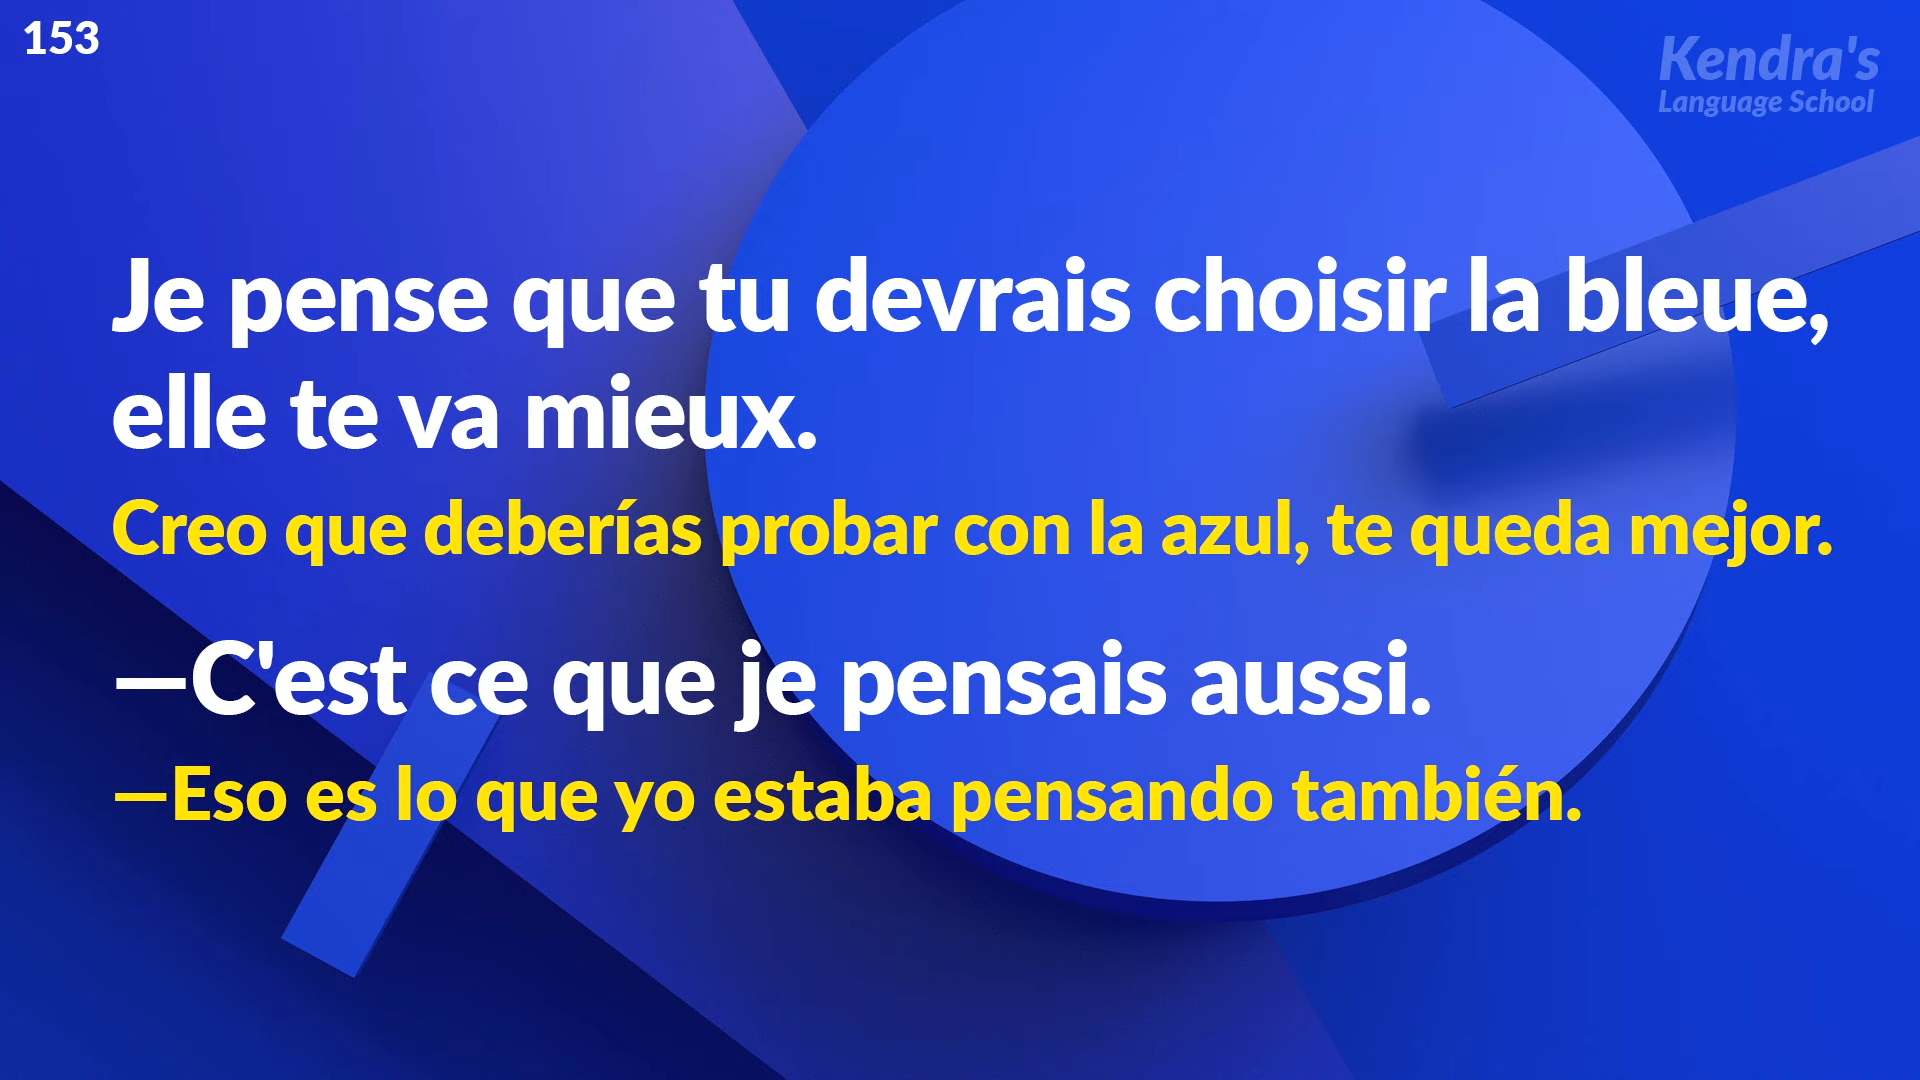 153
Kendra's
Language School
Je pense que tu devrais choisir la bleue,
elle te va mieux.
Creo que deberías probar con la azul, te queda mejor.
—C'est ce que je pensais aussi.
—Eso es lo que yo estaba pensando también.